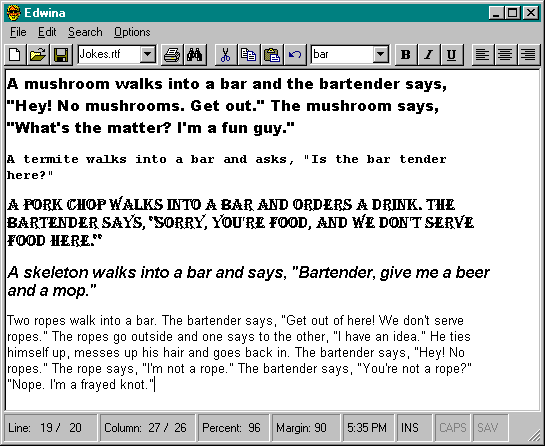 Edwina
File Edit Search Options
Jokes.rtf bar B I U
A mushroom walks into a bar and the bartender says,
"Hey! No mushrooms. Get out." The mushroom says,
"What's the matter? I'm a fun guy."
A termite walks into a bar and asks, "Is the bar tender
here?"
A PORK CHOP WALKS INTO A BAR AND ORDERS A DRINK. THE
BARTENDER SAYS, "SORRY, YOU'RE FOOD, AND WE DON'T SERVE
FOOD HERE."
A skeleton walks into a bar and says, "Bartender, give me a beer
and a mop."
Two ropes walk into a bar. The bartender says, "Get out of here! We don't serve
ropes." The ropes go outside and one says to the other, "I have an idea." He ties
himself up, messes up his hair and goes back in. The bartender says, "Hey! No
ropes." The rope says, "I'm not a rope." The bartender says, "You're not a rope?"
"Nope. I'm a frayed knot."
Line: 19 / 20 Column: 27 / 26 Percent: 96 Margin: 90 5:35 PM INS CAPS SAV